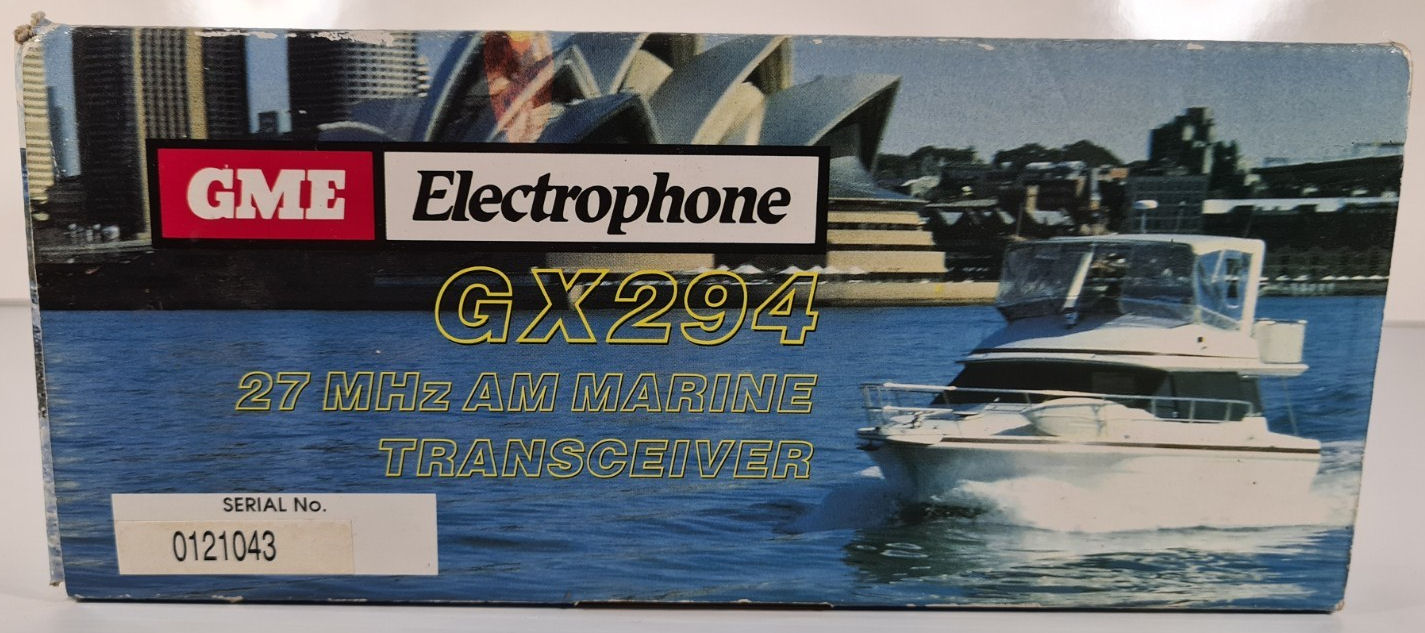 GME Electrophone
GX294
27 MHz AM MARINE
TRANSCEIVER
SERIAL No.
0121043